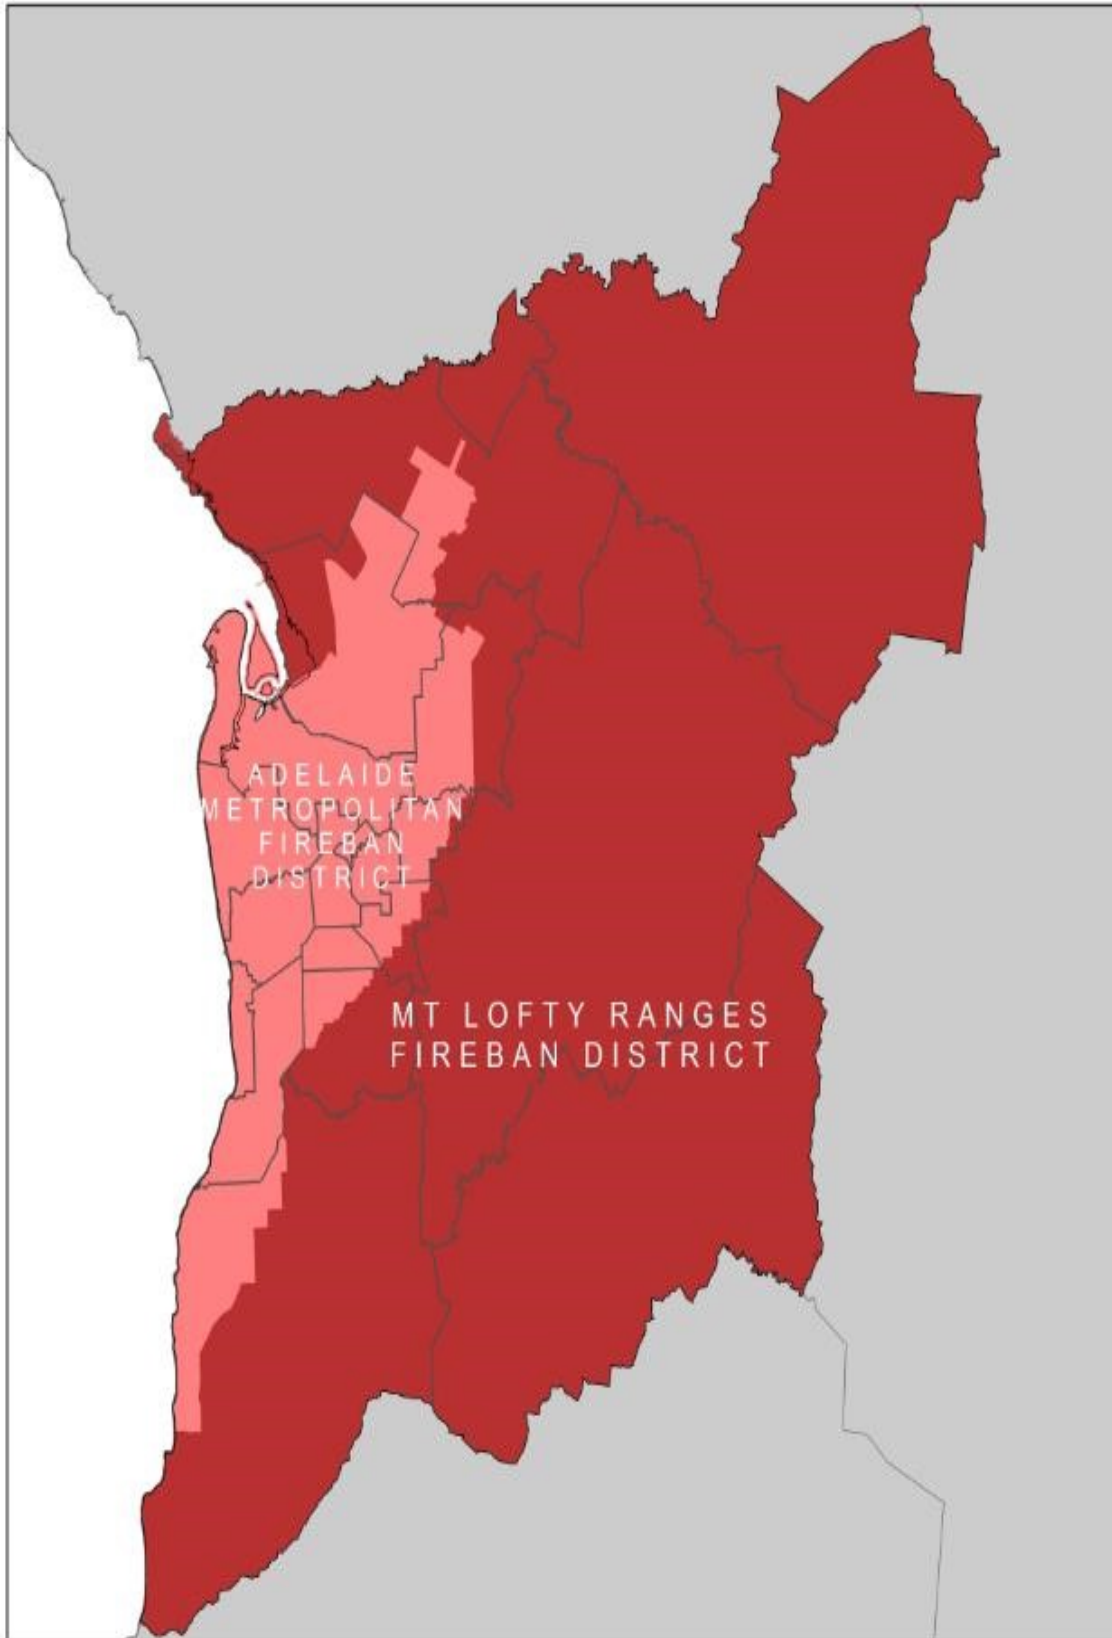 ADELAIDE
METROPOLITAN
FIREBAN
DISTRICT
MT LOFTY RANGES
FIREBAN DISTRICT